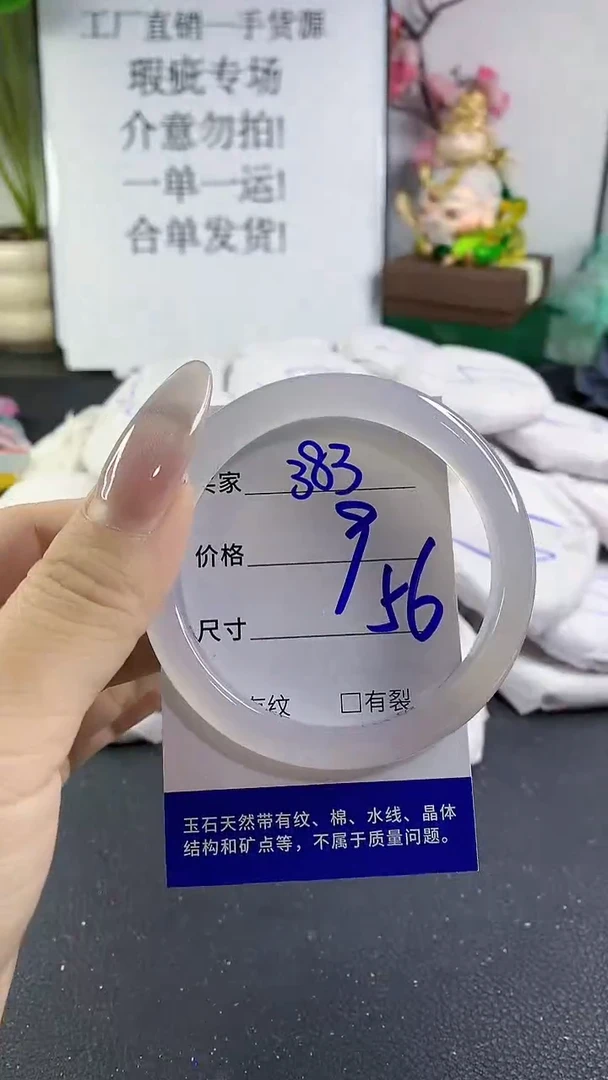 工厂直销一手货源
瑕疵专场
介意勿拍!
一单一运!
合单发货!
家 383
价格 9
尺寸 56
有纹 □有裂
玉石天然带有纹、棉、水线、晶体
结构和矿点等，不属于质量问题。